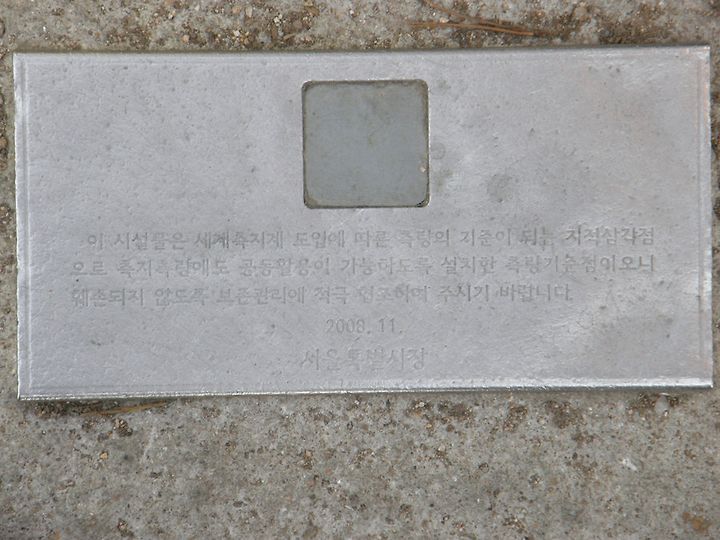 이 시설물은 세계측지계 도입에 따른 측량의 기준이 되는 지적삼각점
으로 측지측량에도 공동활용이 가능하도록 설치한 측량기준점이오니
훼손되지 않도록 보존관리에 적극 협조하여 주시기 바랍니다.
2008. 11.
서울특별시장